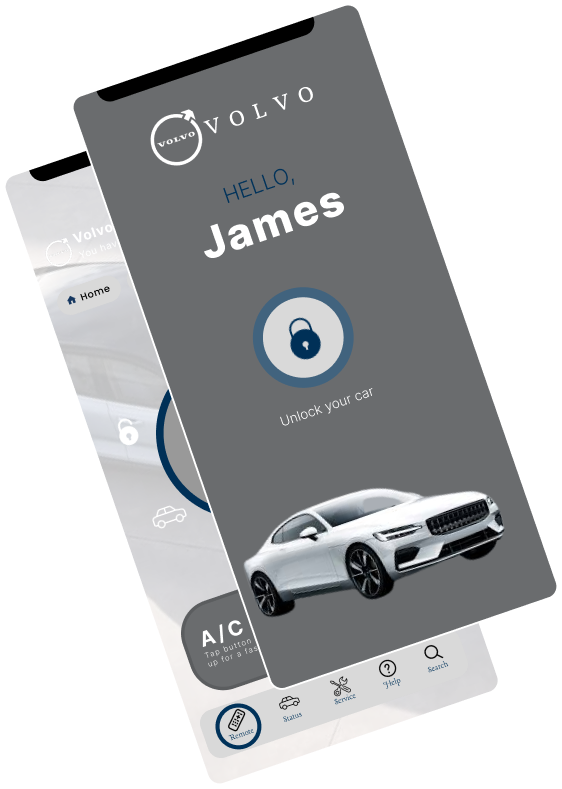 VOLVO
VOLVO
HELLO,
James
Unlock your car
Volvo
You hav
Home
A/C
Tap button
up for a fas
Remote
Status
Service
Help
Search